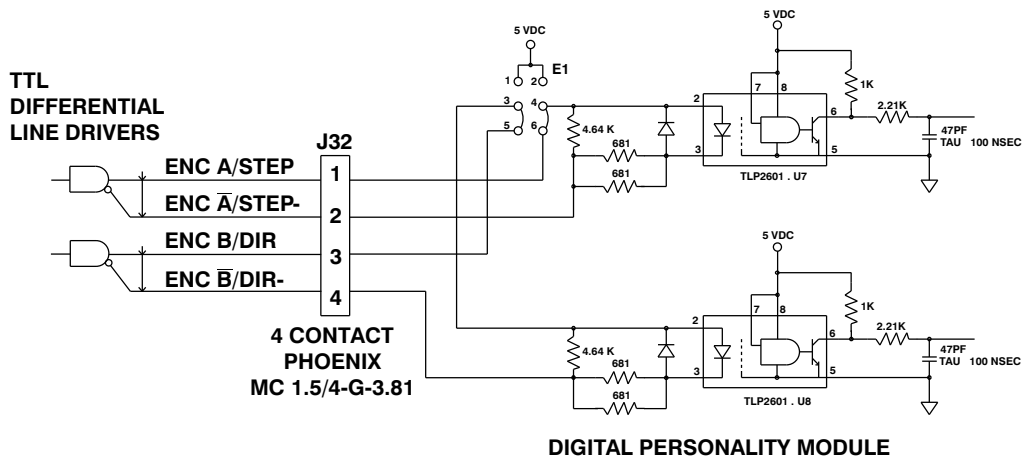 TTL
DIFFERENTIAL
LINE DRIVERS
5 VDC
E1
1 2
3 4
5 6
J32
ENC A/STEP 1
ENC A̅/STEP- 2
ENC B/DIR 3
ENC B̅/DIR- 4
4 CONTACT
PHOENIX
MC 1.5/4-G-3.81
4.64 K
681
681
5 VDC
7 8
2
3
6
5
1K
2.21K
47PF
TAU 100 NSEC
TLP2601 . U7
4.64 K
681
681
5 VDC
7 8
2
3
6
5
1K
2.21K
47PF
TAU 100 NSEC
TLP2601 . U8
DIGITAL PERSONALITY MODULE